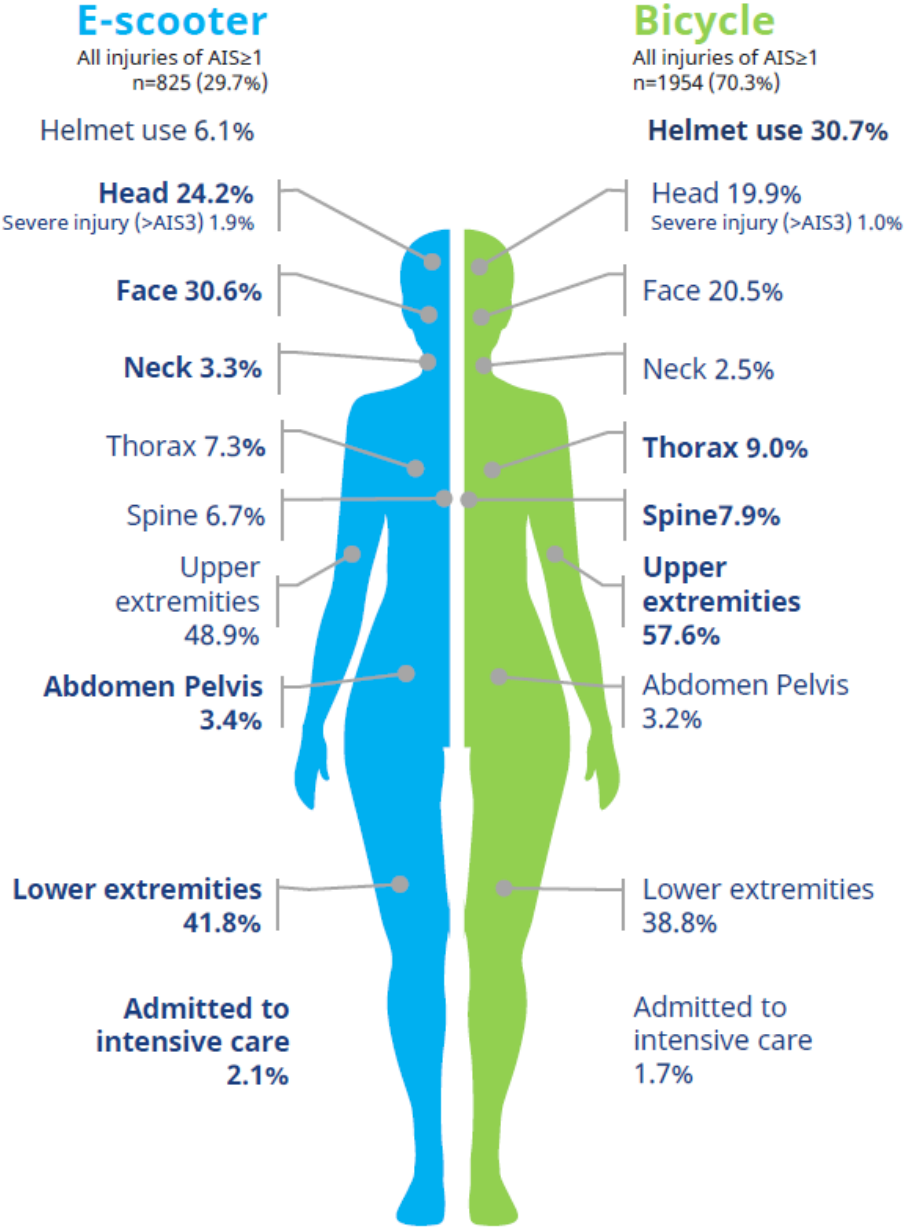 E-scooter
All injuries of AIS≥1
n=825 (29.7%)
Helmet use 6.1%
Head 24.2%
Severe injury (>AIS3) 1.9%
Face 30.6%
Neck 3.3%
Thorax 7.3%
Spine 6.7%
Upper
extremities
48.9%
Abdomen Pelvis
3.4%
Lower extremities
41.8%
Admitted to
intensive care
2.1%
Bicycle
All injuries of AIS≥1
n=1954 (70.3%)
Helmet use 30.7%
Head 19.9%
Severe injury (>AIS3) 1.0%
Face 20.5%
Neck 2.5%
Thorax 9.0%
Spine7.9%
Upper
extremities
57.6%
Abdomen Pelvis
3.2%
Lower extremities
38.8%
Admitted to
intensive care
1.7%